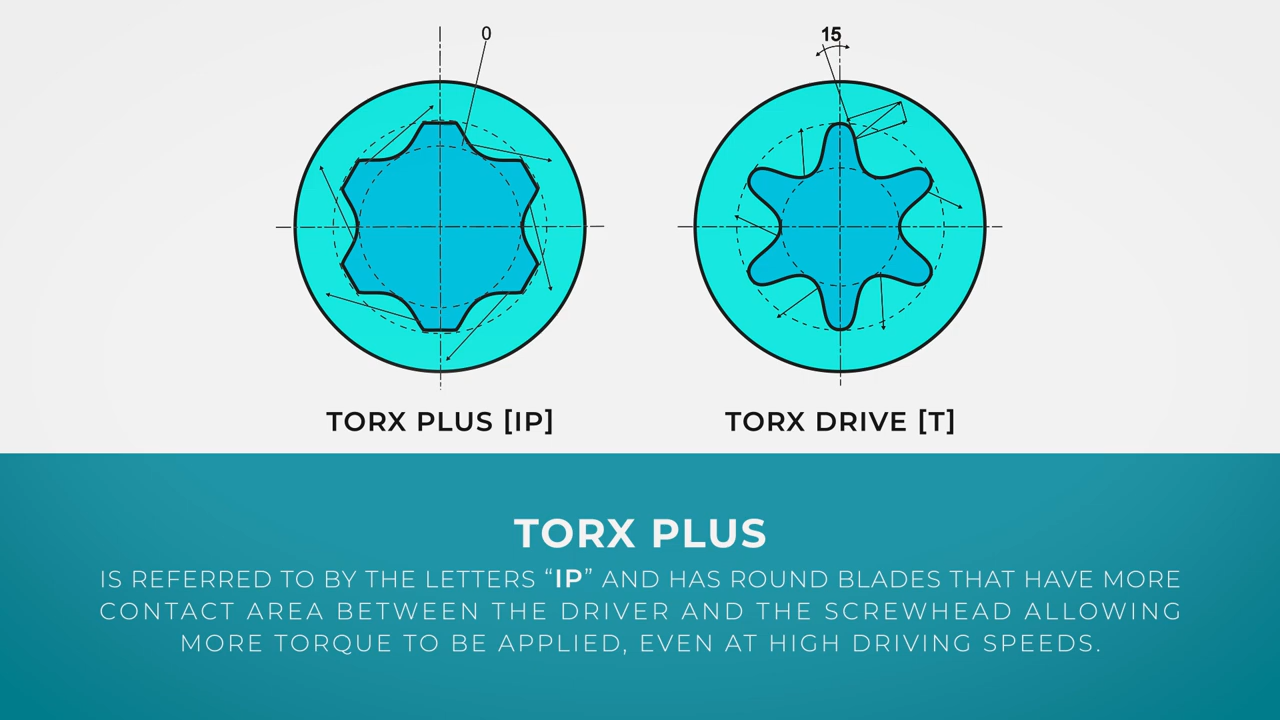 0
15
TORX PLUS [IP]
TORX DRIVE [T]
TORX PLUS
IS REFERRED TO BY THE LETTERS “IP” AND HAS ROUND BLADES THAT HAVE MORE
CONTACT AREA BETWEEN THE DRIVER AND THE SCREWHEAD ALLOWING
MORE TORQUE TO BE APPLIED, EVEN AT HIGH DRIVING SPEEDS.